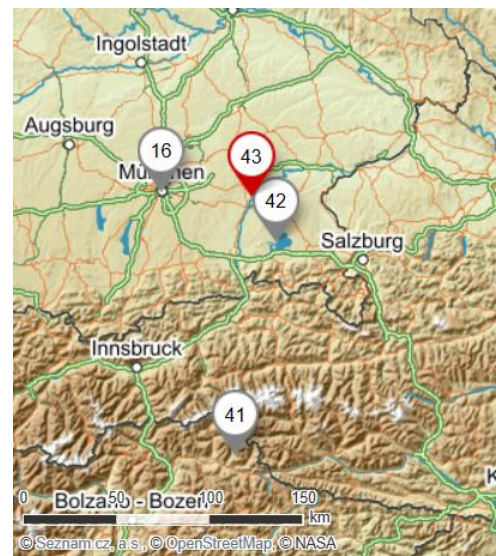 Ingolstadt
Augsburg
16
43
München
42
Salzburg
Innsbruck
41
K
0 50 100 150
Bolzano - Bozen
km
© Seznam.cz, a.s., © OpenStreetMap, © NASA